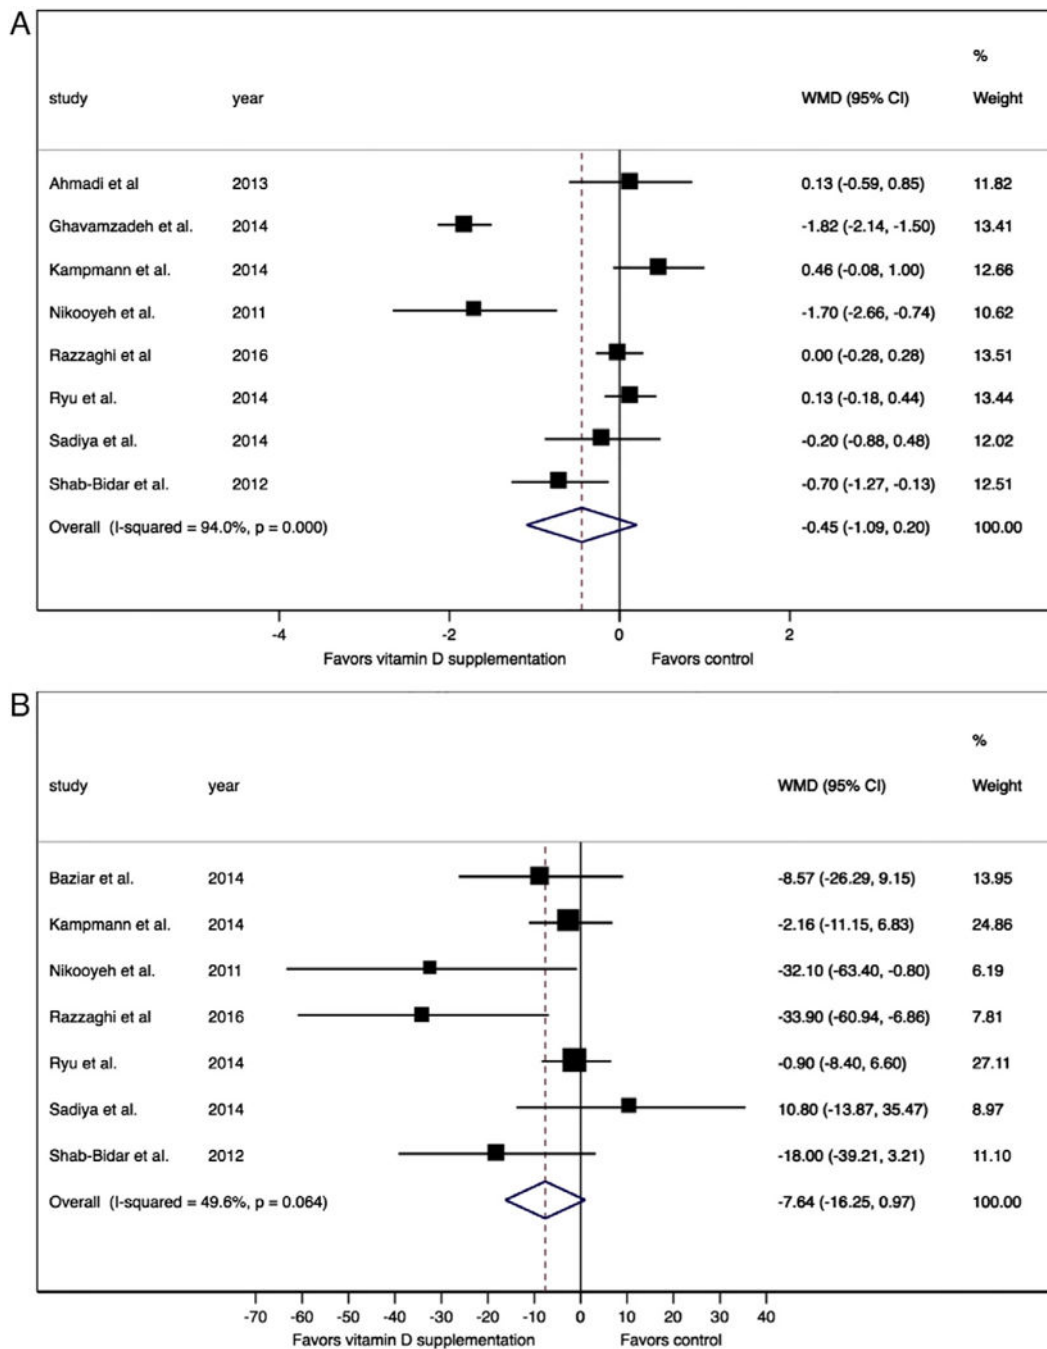 A
%
study year WMD (95% CI) Weight
Ahmadi et al 2013 0.13 (-0.59, 0.85) 11.82
Ghavamzadeh et al. 2014 -1.82 (-2.14, -1.50) 13.41
Kampmann et al. 2014 0.46 (-0.08, 1.00) 12.66
Nikooyeh et al. 2011 -1.70 (-2.66, -0.74) 10.62
Razzaghi et al 2016 0.00 (-0.28, 0.28) 13.51
Ryu et al. 2014 0.13 (-0.18, 0.44) 13.44
Sadiya et al. 2014 -0.20 (-0.88, 0.48) 12.02
Shab-Bidar et al. 2012 -0.70 (-1.27, -0.13) 12.51
Overall (I-squared = 94.0%, p = 0.000) -0.45 (-1.09, 0.20) 100.00
-4 -2 0 2
Favors vitamin D supplementation Favors control
B
%
study year WMD (95% CI) Weight
Baziar et al. 2014 -8.57 (-26.29, 9.15) 13.95
Kampmann et al. 2014 -2.16 (-11.15, 6.83) 24.86
Nikooyeh et al. 2011 -32.10 (-63.40, -0.80) 6.19
Razzaghi et al 2016 -33.90 (-60.94, -6.86) 7.81
Ryu et al. 2014 -0.90 (-8.40, 6.60) 27.11
Sadiya et al. 2014 10.80 (-13.87, 35.47) 8.97
Shab-Bidar et al. 2012 -18.00 (-39.21, 3.21) 11.10
Overall (I-squared = 49.6%, p = 0.064) -7.64 (-16.25, 0.97) 100.00
-70 -60 -50 -40 -30 -20 -10 0 10 20 30 40
Favors vitamin D supplementation Favors control